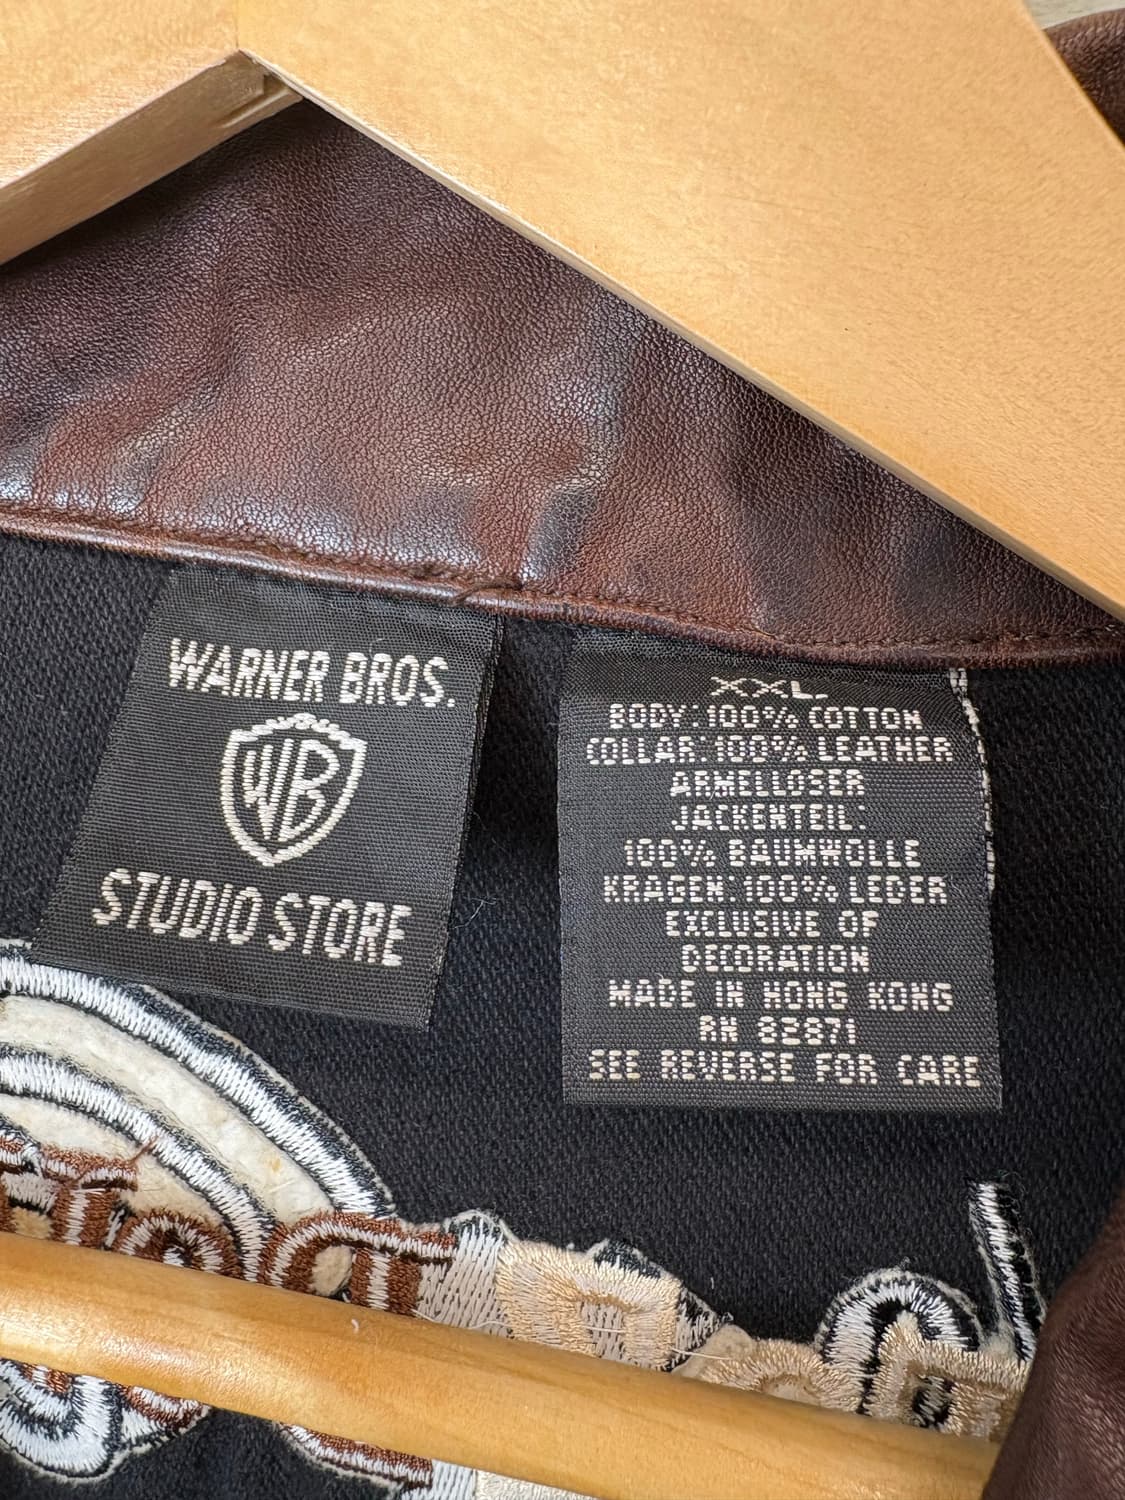 WARNER BROS.
WB
STUDIO STORE
XXL.
BODY: 100% COTTON
COLLAR: 100% LEATHER
ARMELLOSER
JACKENTEIL:
100% BAUMWOLLE
KRAGEN: 100% LEDER
EXCLUSIVE OF
DECORATION
MADE IN HONG KONG
RN 82871
SEE REVERSE FOR CARE